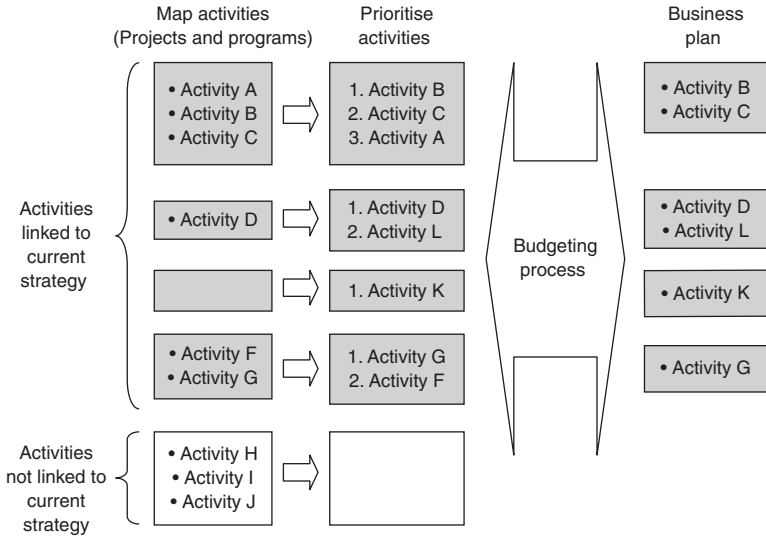 Map activities
(Projects and programs)
Prioritise
activities
Business
plan
Activities
linked to
current
strategy
• Activity A
• Activity B
• Activity C
1. Activity B
2. Activity C
3. Activity A
• Activity B
• Activity C
• Activity D
1. Activity D
2. Activity L
• Activity D
• Activity L
Budgeting
process
1. Activity K
• Activity K
• Activity F
• Activity G
1. Activity G
2. Activity F
• Activity G
Activities
not linked to
current
strategy
• Activity H
• Activity I
• Activity J